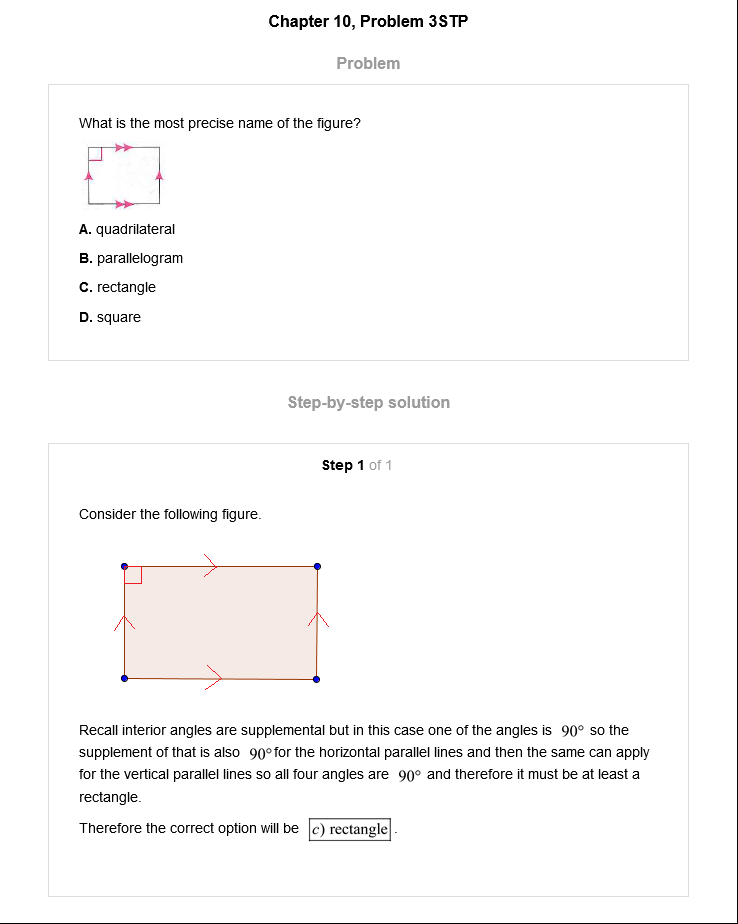 Chapter 10, Problem 3STP
Problem
What is the most precise name of the figure?
A. quadrilateral
B. parallelogram
C. rectangle
D. square
Step-by-step solution
Step 1 of 1
Consider the following figure.
Recall interior angles are supplemental but in this case one of the angles is 90° so the
supplement of that is also 90° for the horizontal parallel lines and then the same can apply
for the vertical parallel lines so all four angles are 90° and therefore it must be at least a
rectangle.
Therefore the correct option will be c) rectangle .